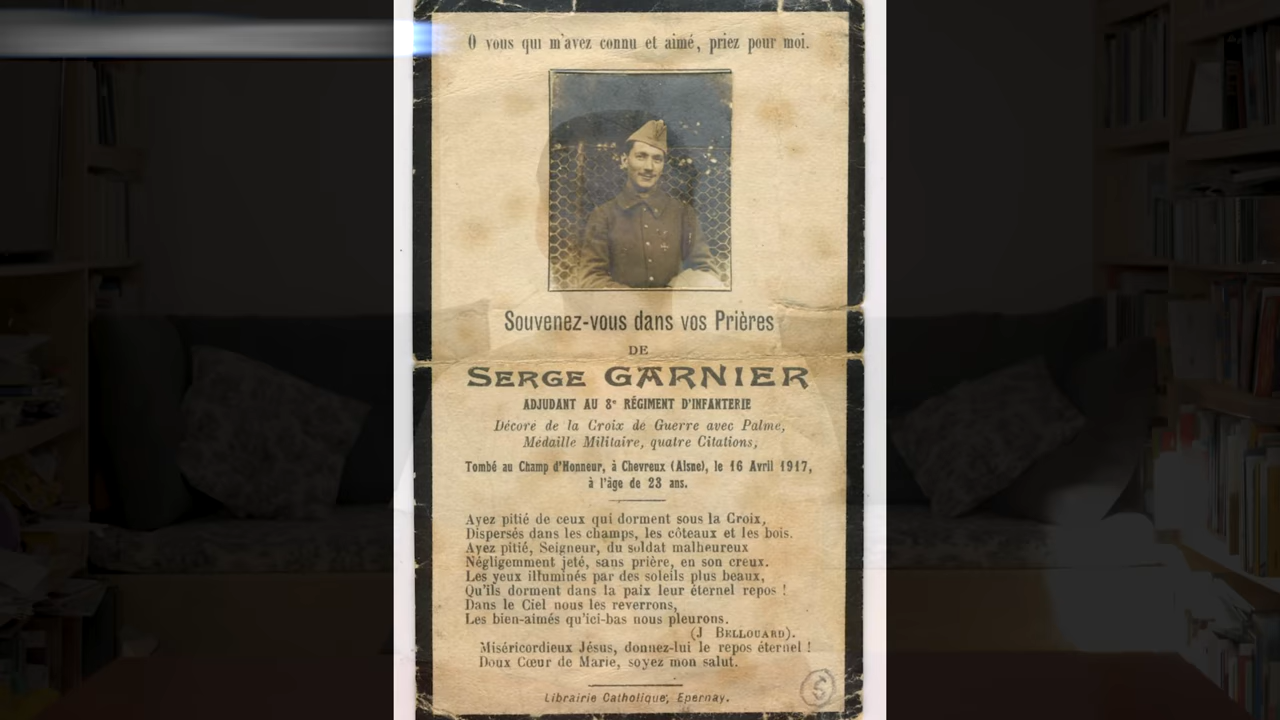 O vous qui m'avez connu et aimé, priez pour moi.
Souvenez-vous dans vos Prières
DE
SERGE GARNIER
ADJUDANT AU 8e RÉGIMENT D'INFANTERIE
Décoré de la Croix de Guerre avec Palme,
Médaille Militaire, quatre Citations,
Tombé au Champ d'Honneur, à Chevreux (Aisne), le 16 Avril 1917,
à l'âge de 23 ans.
Ayez pitié de ceux qui dorment sous la Croix,
Dispersés dans les champs, les côteaux et les bois.
Ayez pitié, Seigneur, du soldat malheureux
Négligemment jeté, sans prière, en son creux.
Les yeux illuminés par des soleils plus beaux,
Qu'ils dorment dans ta paix leur éternel repos !
Dans le Ciel nous les reverrons,
Les bien-aimés qu'ici-bas nous pleurons.
(J BELLOUARD).
Miséricordieux Jésus, donnez-lui le repos éternel !
Doux Cœur de Marie, soyez mon salut.
Librairie Catholique, Epernay.
S